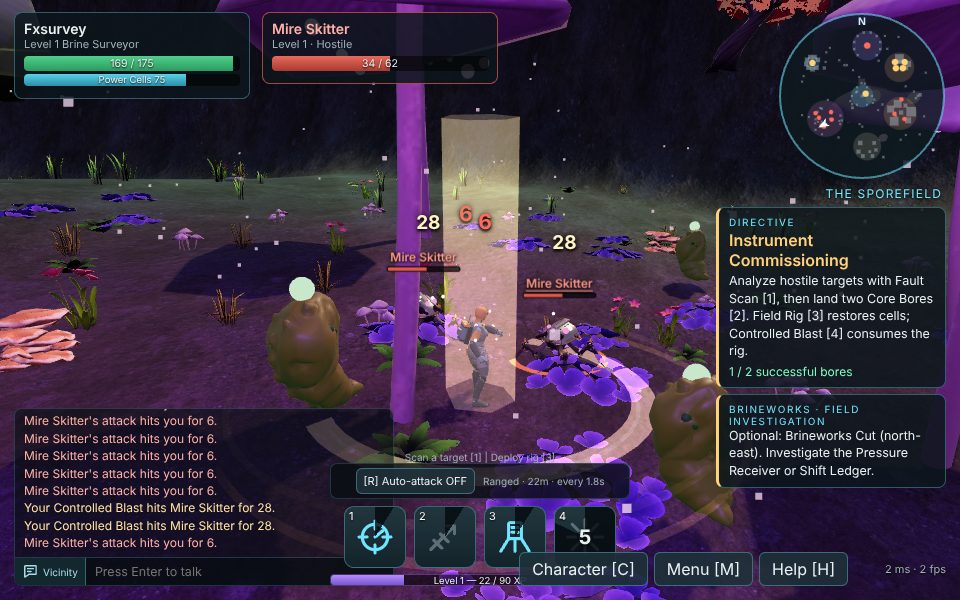 Fxsurvey
Level 1 Brine Surveyor
169 / 175
Power Cells 75
Mire Skitter
Level 1 · Hostile
34 / 62
N
THE SPOREFIELD
DIRECTIVE
Instrument
Commissioning
Analyze hostile targets with Fault
Scan [1], then land two Core Bores
[2]. Field Rig [3] restores cells;
Controlled Blast [4] consumes the
rig.
1 / 2 successful bores
BRINEWORKS · FIELD
INVESTIGATION
Optional: Brineworks Cut (north-
east). Investigate the Pressure
Receiver or Shift Ledger.
28
6
6
28
Mire Skitter
Mire Skitter
Mire Skitter's attack hits you for 6.
Mire Skitter's attack hits you for 6.
Mire Skitter's attack hits you for 6.
Mire Skitter's attack hits you for 6.
Mire Skitter's attack hits you for 6.
Your Controlled Blast hits Mire Skitter for 28.
Your Controlled Blast hits Mire Skitter for 28.
Mire Skitter's attack hits you for 6.
Vicinity
Press Enter to talk
Scan a target [1] | Deploy rig [3]
[R] Auto-attack OFF
Ranged · 22m · every 1.8s
1
2
3
4
5
Level 1 — 22 / 90
Character [C]
Menu [M]
Help [H]
2 ms · 2 fps